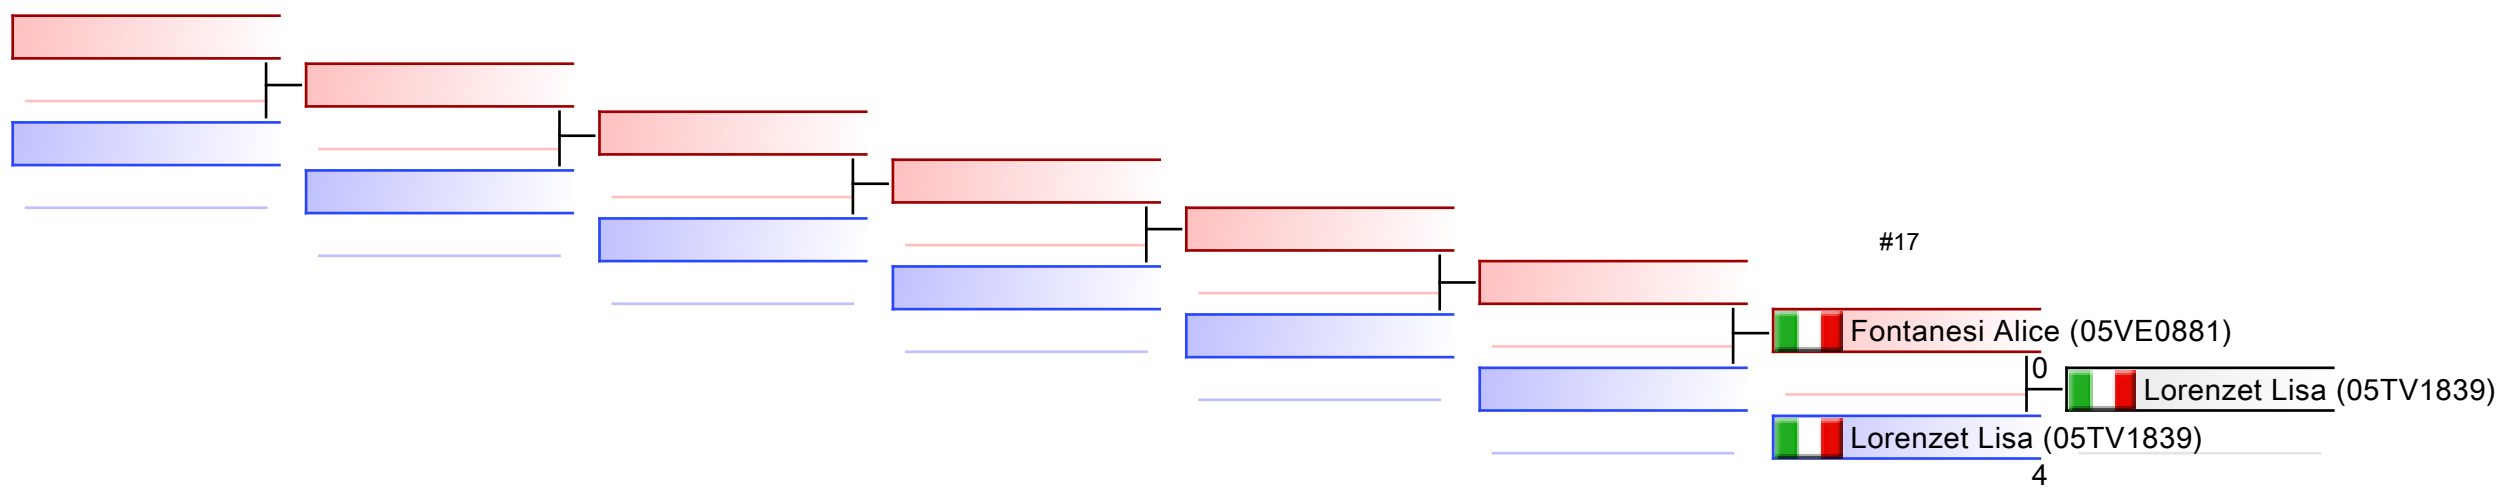 #17
Fontanesi Alice (05VE0881)
0
Lorenzet Lisa (05TV1839)
Lorenzet Lisa (05TV1839)
4